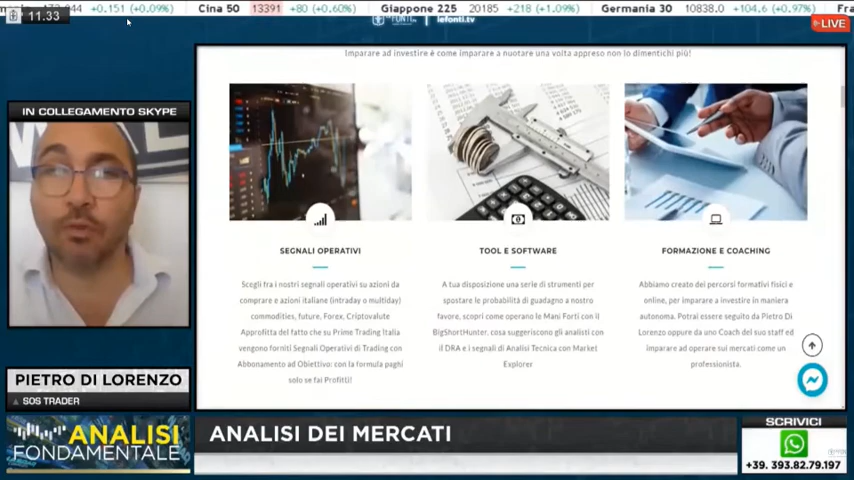 +0.151 (+0.09%) Cina 50 13391 +80 (+0.60%) Giappone 225 20185 +218 (+1.09%) Germania 30 10838.0 +104.6 (+0.97%)
11.33
lefonti.tv
LIVE
Imparare ad investire è come imparare a nuotare una volta appreso non lo dimentichi più!
IN COLLEGAMENTO SKYPE
SEGNALI OPERATIVI
Scegli fra i nostri segnali operativi su azioni da
comprare e azioni italiane (intraday o multiday)
commodities, future, Forex, Criptovalute
Approfitta del fatto che su Prime Trading Italia
vengono forniti Segnali Operativi di Trading con
Abbonamento ad Obiettivo: con la formula paghi
solo se fai Profitti!
TOOL E SOFTWARE
A tua disposizione una serie di strumenti per
spostare le probabilità di guadagno a nostro
favore, scopri come operano le Mani Forti con il
BigShortHunter, cosa suggeriscono gli analisti con
il DRA e i segnali di Analisi Tecnica con Market
Explorer
FORMAZIONE E COACHING
Abbiamo creato dei percorsi formativi fisici e
online, per imparare a investire in maniera
autonoma. Potrai essere seguito da Pietro Di
Lorenzo oppure da uno Coach del suo staff ed
imparare ad operare sui mercati come un
professionista.
PIETRO DI LORENZO
SOS TRADER
ANALISI
FONDAMENTALE
ANALISI DEI MERCATI
SCRIVICI
+39. 393.82.79.197